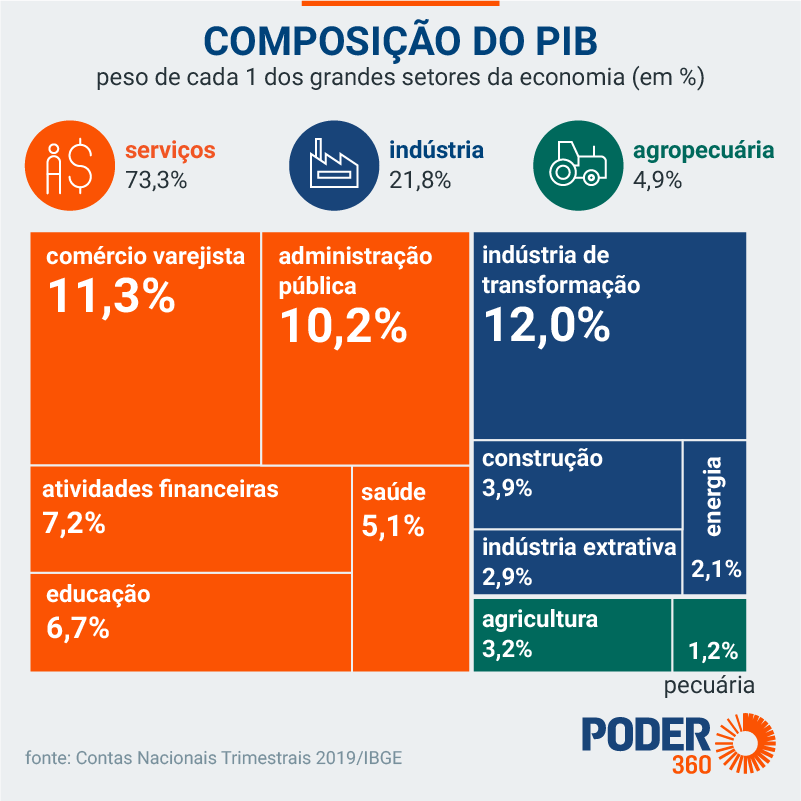 COMPOSIÇÃO DO PIB
peso de cada 1 dos grandes setores da economia (em %)
serviços
73,3%
indústria
21,8%
agropecuária
4,9%
comércio varejista
11,3%
administração
pública
10,2%
indústria de
transformação
12,0%
atividades financeiras
7,2%
saúde
5,1%
educação
6,7%
construção
3,9%
energia
2,1%
indústria extrativa
2,9%
agricultura
3,2%
1,2%
pecuária
fonte: Contas Nacionais Trimestrais 2019/IBGE
PODER
360